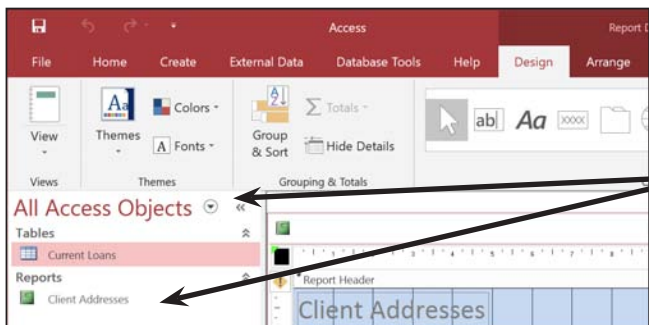 Access Report
File Home Create External Data Database Tools Help Design Arrange
View Themes Aa Colors A Fonts Group & Sort Σ Totals Hide Details ab Aa xxxx
Views Themes Grouping & Totals
All Access Objects
Tables
Current Loans
Reports
Client Addresses
Report Header
Client Addresses